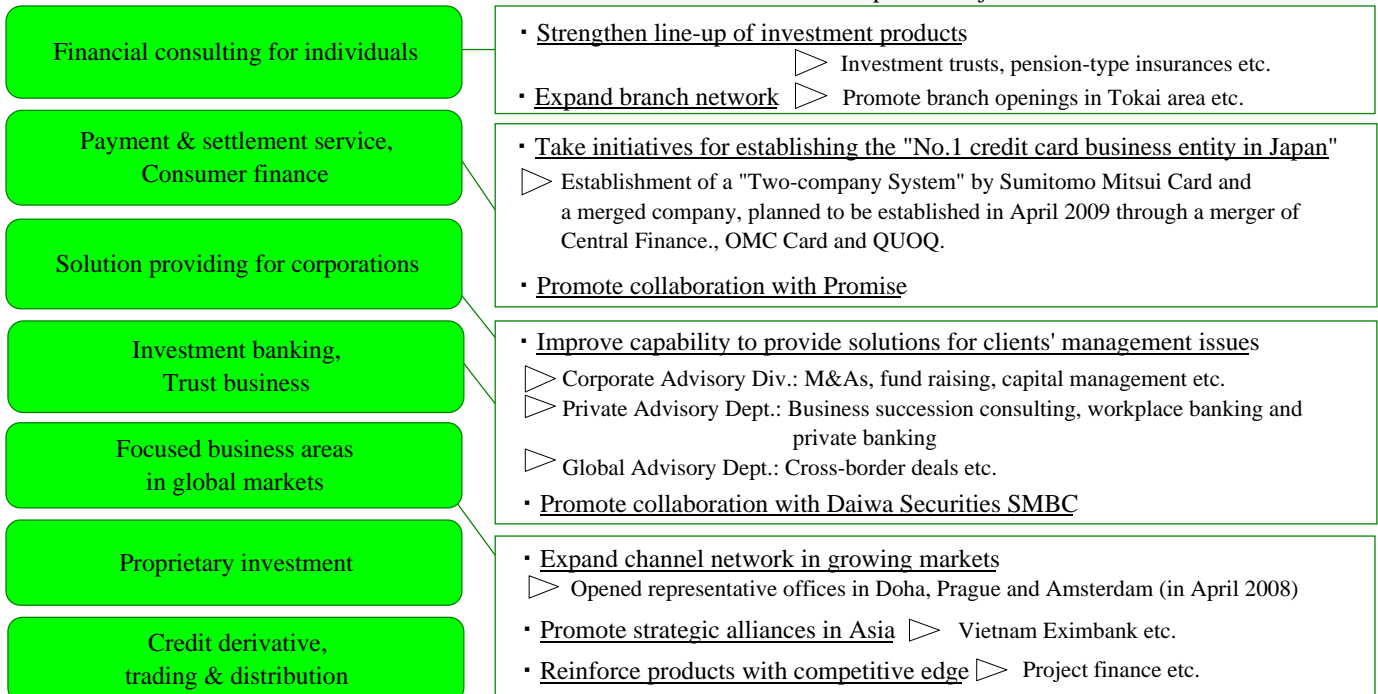 Financial consulting for individuals
・Strengthen line-up of investment products
Investment trusts, pension-type insurances etc.
・Expand branch network
Promote branch openings in Tokai area etc.
Payment & settlement service,
Consumer finance
・Take initiatives for establishing the "No.1 credit card business entity in Japan"
Establishment of a "Two-company System" by Sumitomo Mitsui Card and
a merged company, planned to be established in April 2009 through a merger of
Central Finance., OMC Card and QUOQ.
・Promote collaboration with Promise
Solution providing for corporations
Investment banking,
Trust business
・Improve capability to provide solutions for clients' management issues
Corporate Advisory Div.: M&As, fund raising, capital management etc.
Private Advisory Dept.: Business succession consulting, workplace banking and
private banking
Global Advisory Dept.: Cross-border deals etc.
・Promote collaboration with Daiwa Securities SMBC
Focused business areas
in global markets
・Expand channel network in growing markets
Opened representative offices in Doha, Prague and Amsterdam (in April 2008)
・Promote strategic alliances in Asia
Vietnam Eximbank etc.
・Reinforce products with competitive edge
Project finance etc.
Proprietary investment
Credit derivative,
trading & distribution